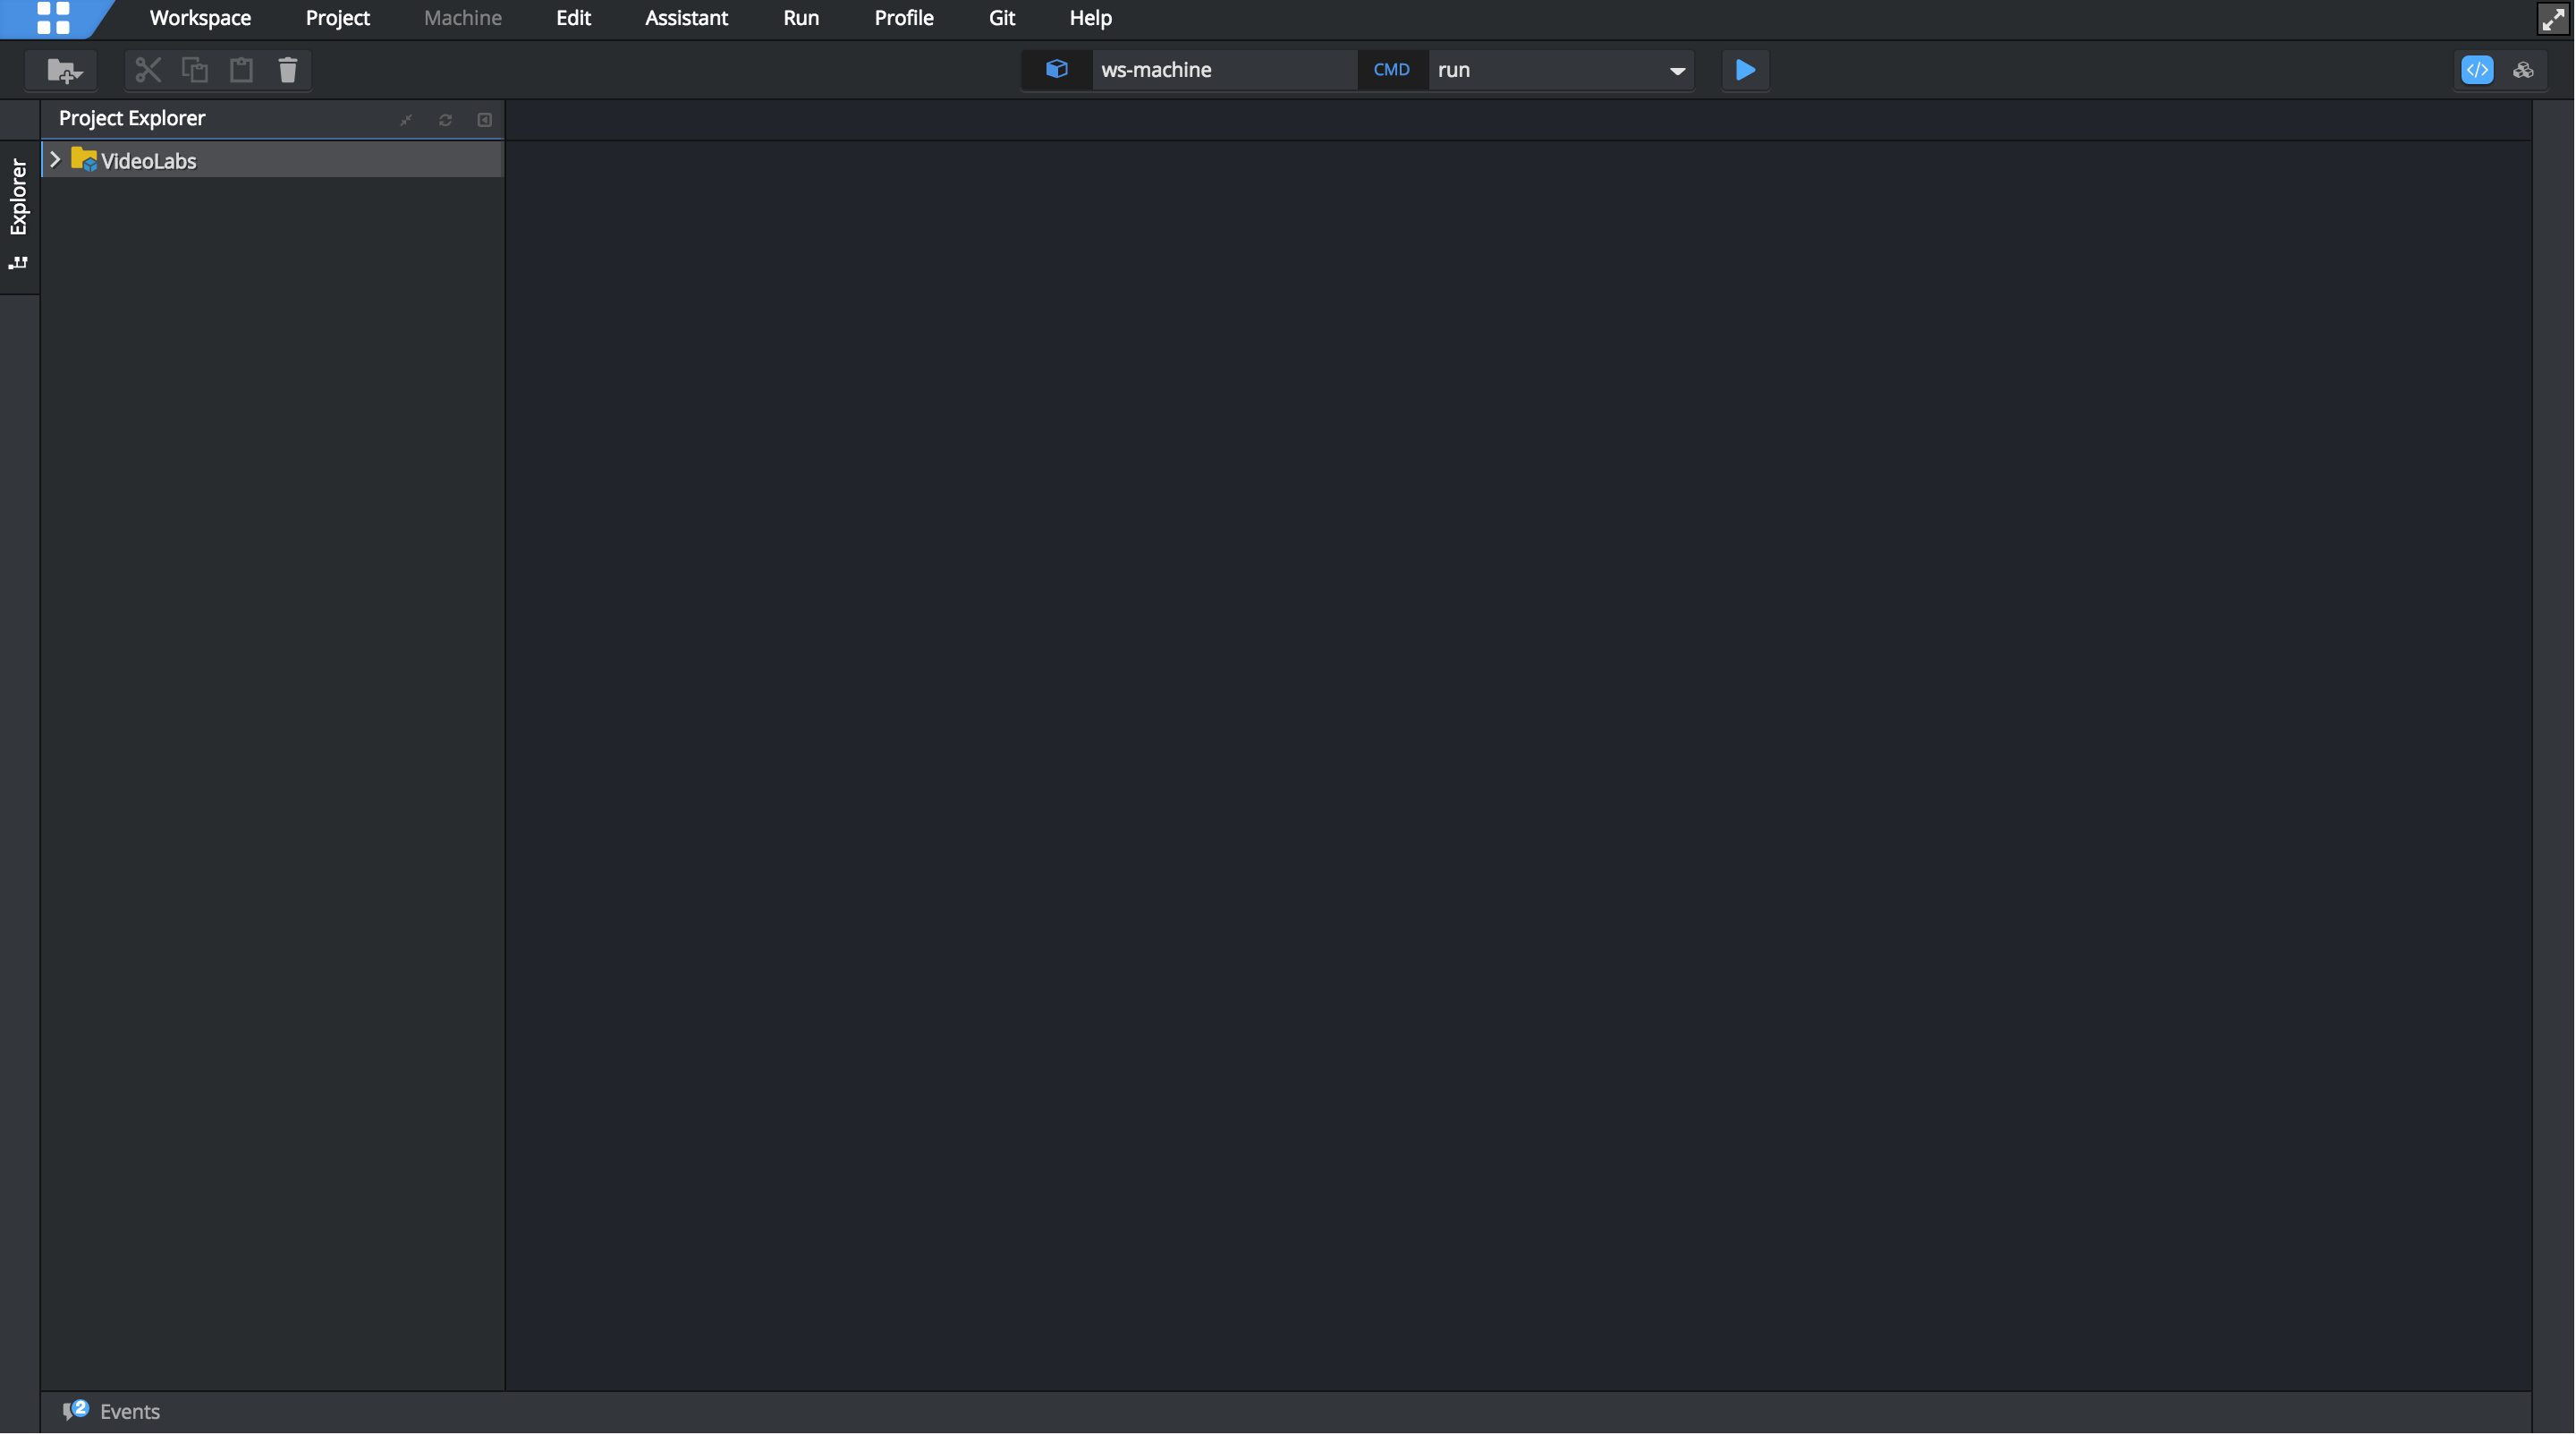 Workspace Project Machine Edit Assistant Run Profile Git Help
ws-machine CMD run
Project Explorer
VideoLabs
Explorer
2 Events